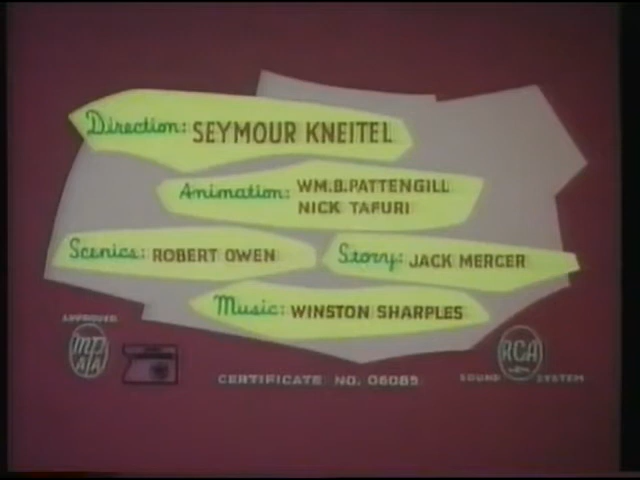 Direction: SEYMOUR KNEITEL
Animation: WM.B.PATTENGILL
NICK TAFURI
Scenics: ROBERT OWEN
Story: JACK MERCER
Music: WINSTON SHARPLES
APPROVED
RCA
CERTIFICATE NO. 06085
SOUND SYSTEM